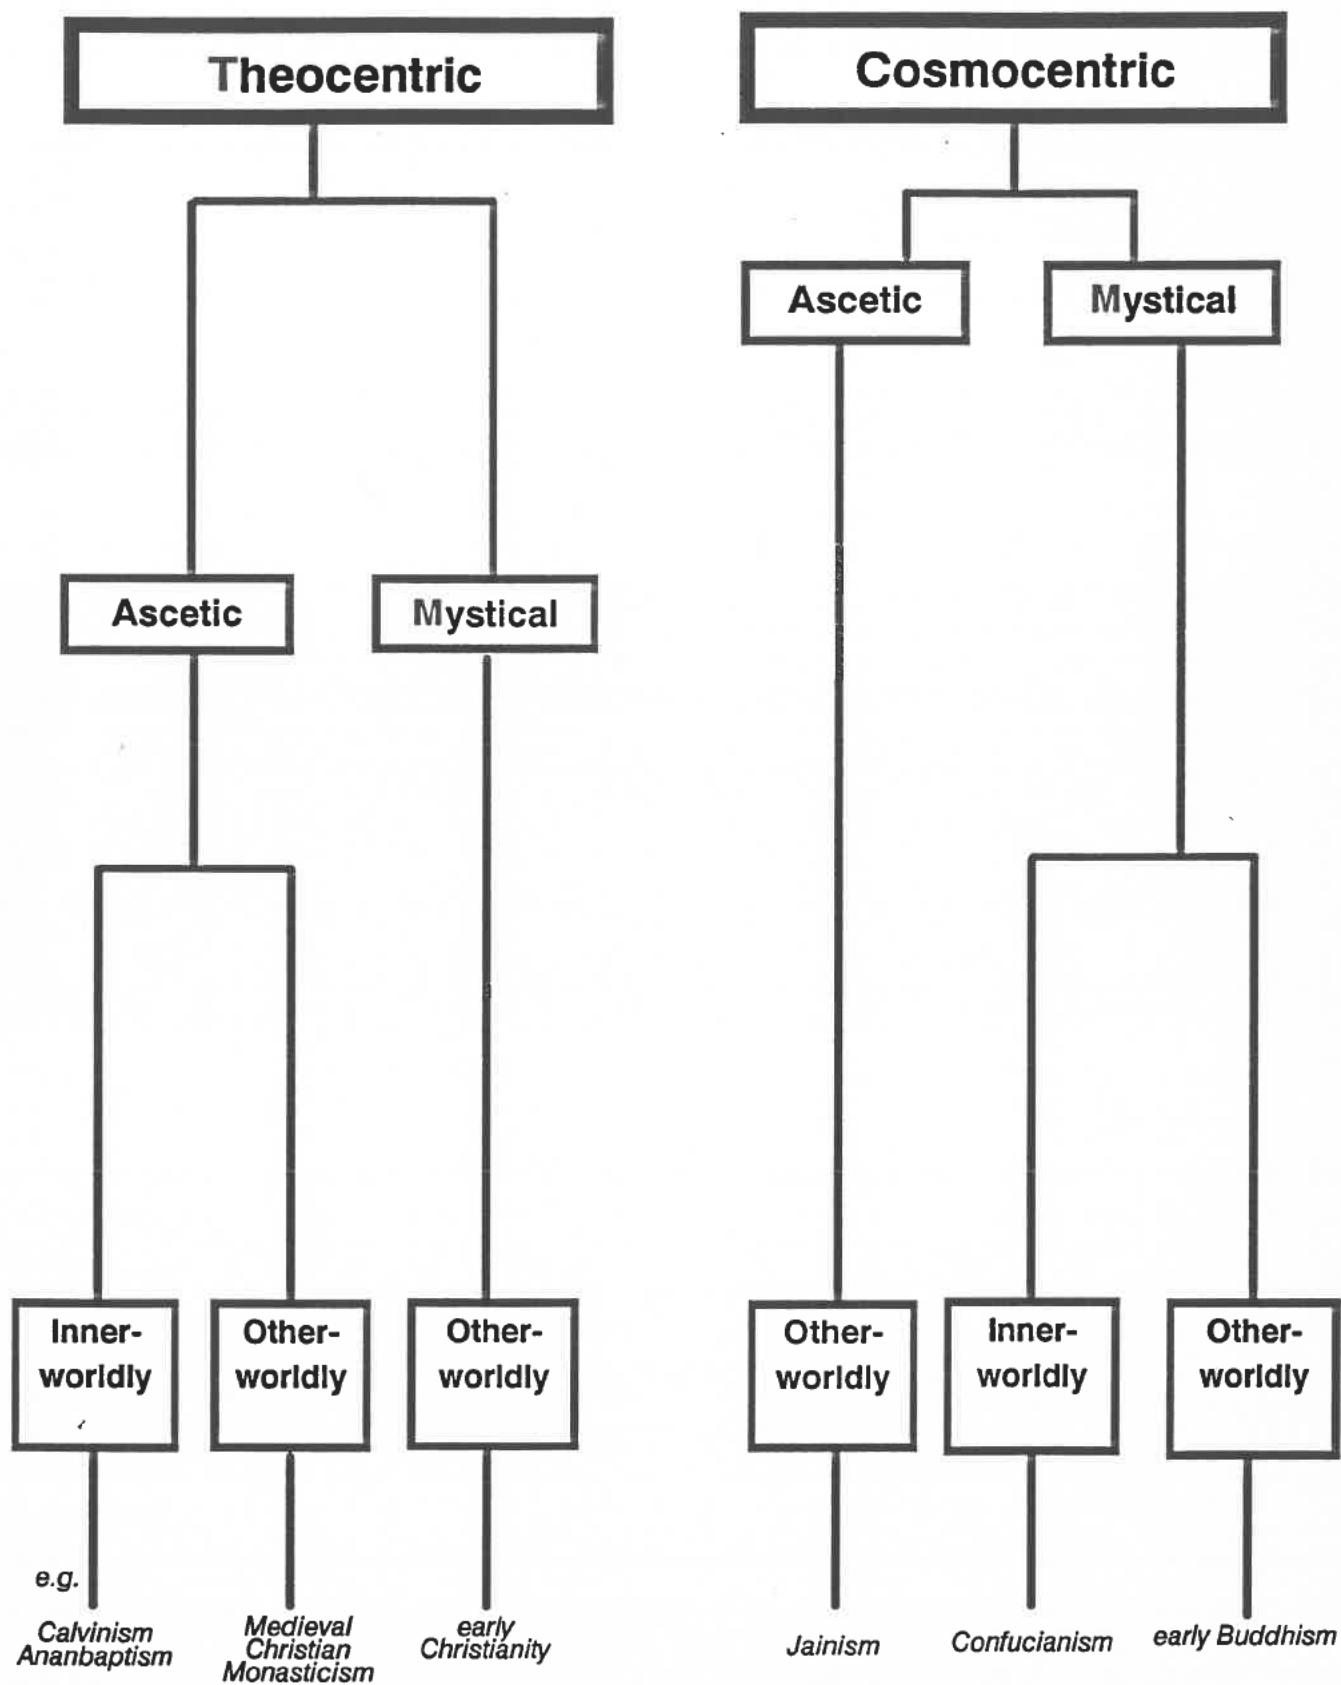 Theocentric
Cosmocentric
Ascetic
Mystical
Ascetic
Mystical
Inner-
worldly
Other-
worldly
Other-
worldly
Other-
worldly
Inner-
worldly
Other-
worldly
e.g.
Calvinism
Ananbaptism
Medieval
Christian
Monasticism
early
Christianity
Jainism
Confucianism
early Buddhism